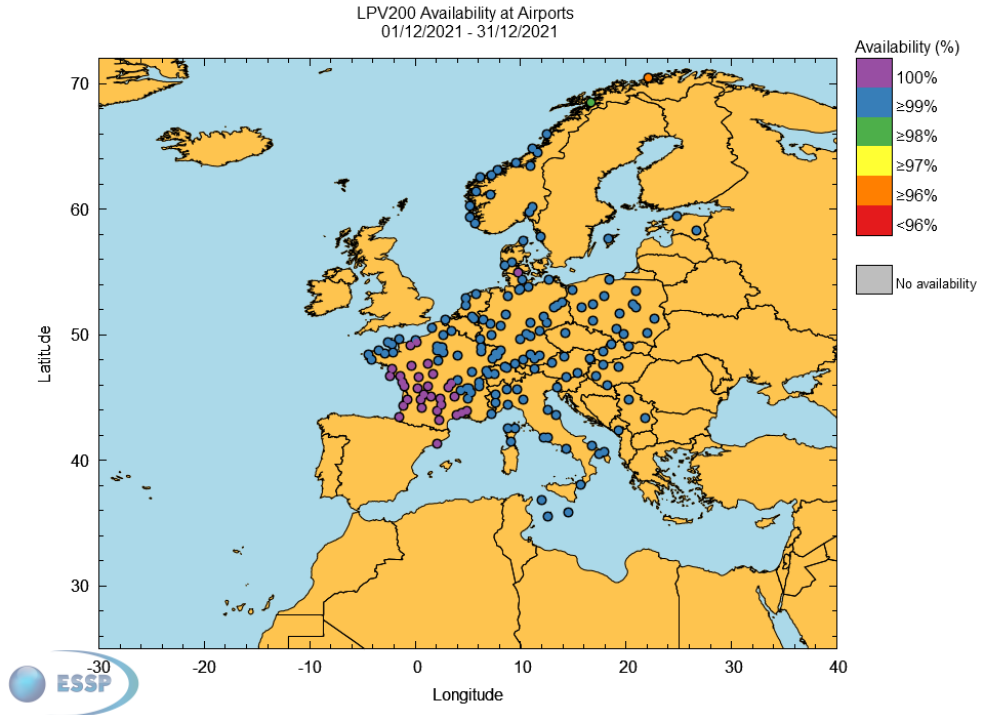 LPV200 Availability at Airports
01/12/2021 - 31/12/2021
Availability (%)
100%
≥99%
≥98%
≥97%
≥96%
<96%
No availability
Latitude
70
60
50
40
30
-30
-20
-10
0
10
20
30
40
Longitude
ESSP